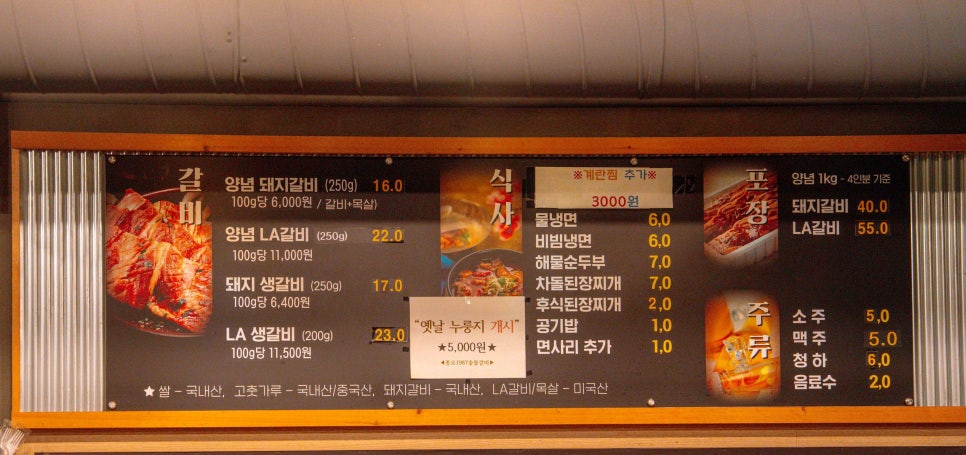 갈비
양념 돼지갈비 (250g) 16.0
100g당 6,000원 / 갈비+목살)
양념 LA갈비 (250g) 22.0
100g당 11,000원
돼지 생갈비 (250g) 17.0
100g당 6,400원
LA 생갈비 (200g) 23.0
100g당 11,500원
식사
※계란찜 추가※
3000원
물냉면 6,0
비빔냉면 6,0
해물순두부 7,0
차돌된장찌개 7,0
후식된장찌개 2,0
공기밥 1,0
면사리 추가 1,0
"옛날 누룽지 개시"
★5,000원★
◀종로1987숯불갈비▶
포장
양념 1kg - 4인분 기준
돼지갈비 40.0
LA갈비 55.0
주류
소 주 5,0
맥 주 5.0
청 하 6,0
음료수 2,0
★ 쌀 - 국내산, 고춧가루 - 국내산/중국산, 돼지갈비 - 국내산, LA갈비/목살 - 미국산